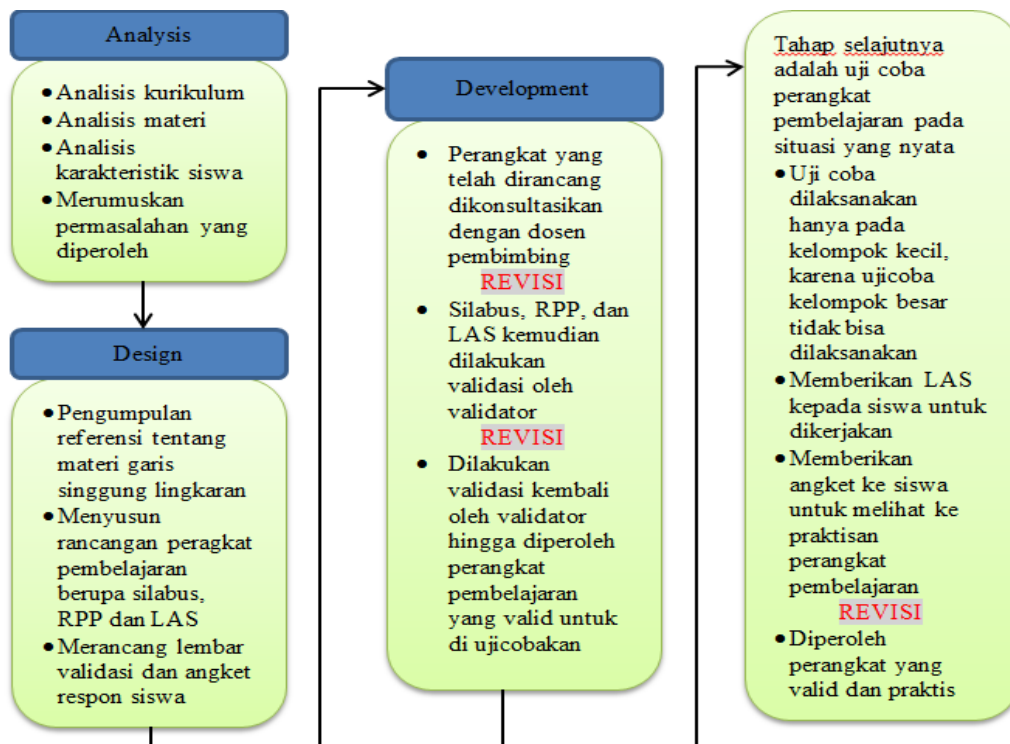 Analysis
• Analisis kurikulum
• Analisis materi
• Analisis
karakteristik siswa
• Merumuskan
permasalahan yang
diperoleh
Design
• Pengumpulan
referensi tentang
materi garis
singgung lingkaran
• Menyusun
rancangan peragkat
pembelajaran
berupa silabus,
RPP dan LAS
• Merancang lembar
validasi dan angket
respon siswa
Development
• Perangkat yang
telah dirancang
dikonsultasikan
dengan dosen
pembimbing
REVISI
• Silabus, RPP, dan
LAS kemudian
dilakukan
validasi oleh
validator
REVISI
• Dilakukan
validasi kembali
oleh validator
hingga diperoleh
perangkat
pembelajaran
yang valid untuk
di ujicobakan
Tahap selajutnya
adalah uji coba
perangkat
pembelajaran pada
situasi yang nyata
• Uji coba
dilaksanakan
hanya pada
kelompok kecil,
karena ujicoba
kelompok besar
tidak bisa
dilaksanakan
• Memberikan LAS
kepada siswa untuk
dikerjakan
• Memberikan
angket ke siswa
untuk melihat ke
praktisan
perangkat
pembelajaran
REVISI
• Diperoleh
perangkat yang
valid dan praktis